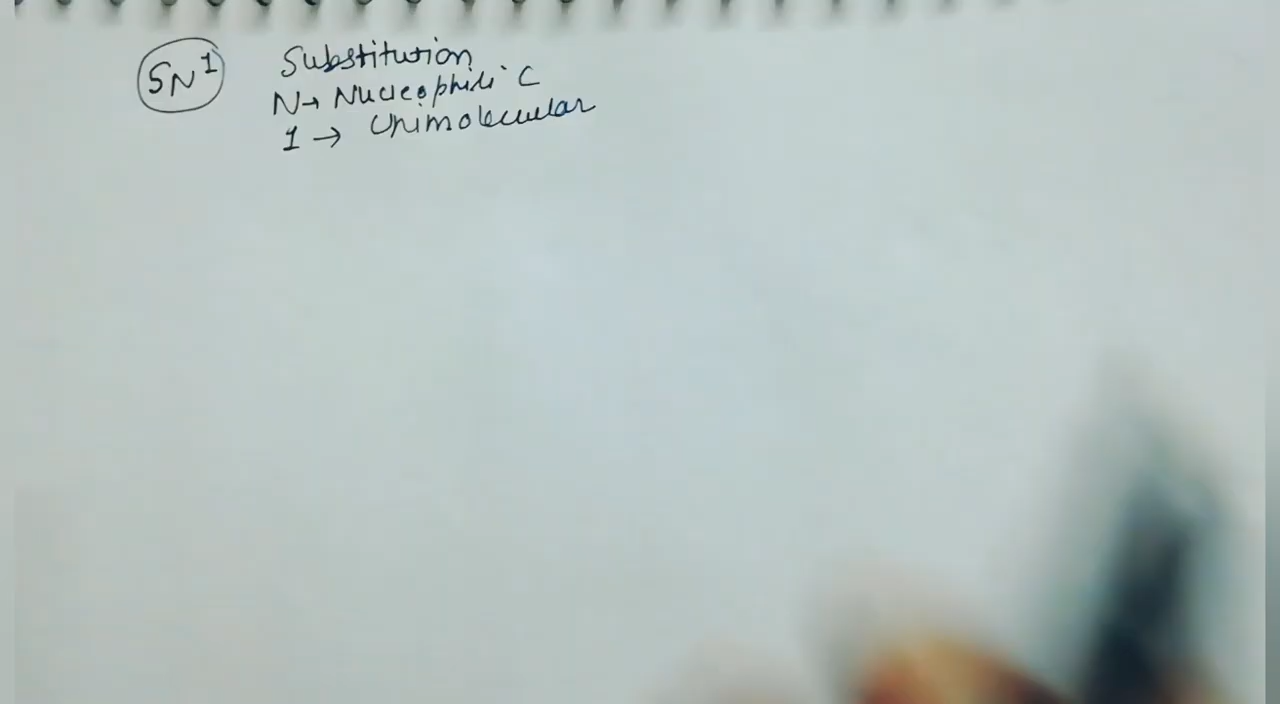 SN1 Substitution
N→ Nucleophilic
1 → Unimolecular